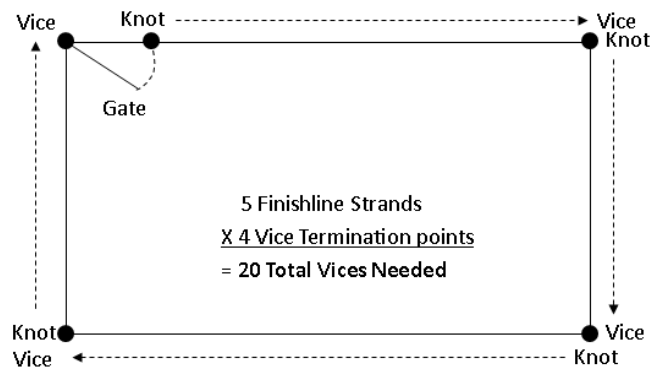 Vice
Knot
Vice
Knot
Gate
5 Finishline Strands
X 4 Vice Termination points
= 20 Total Vices Needed
Knot
Vice
Vice
Knot